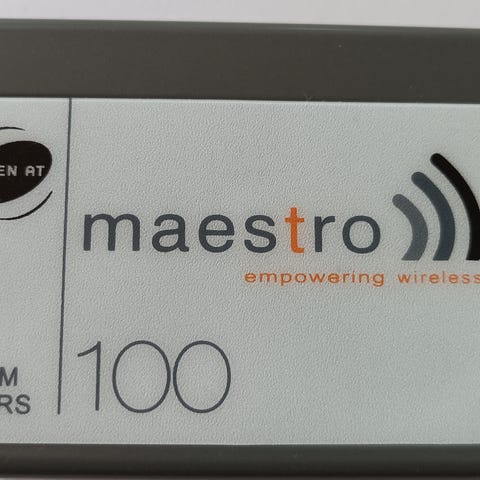 EN AT
maestro
empowering wireless
100
M
RS